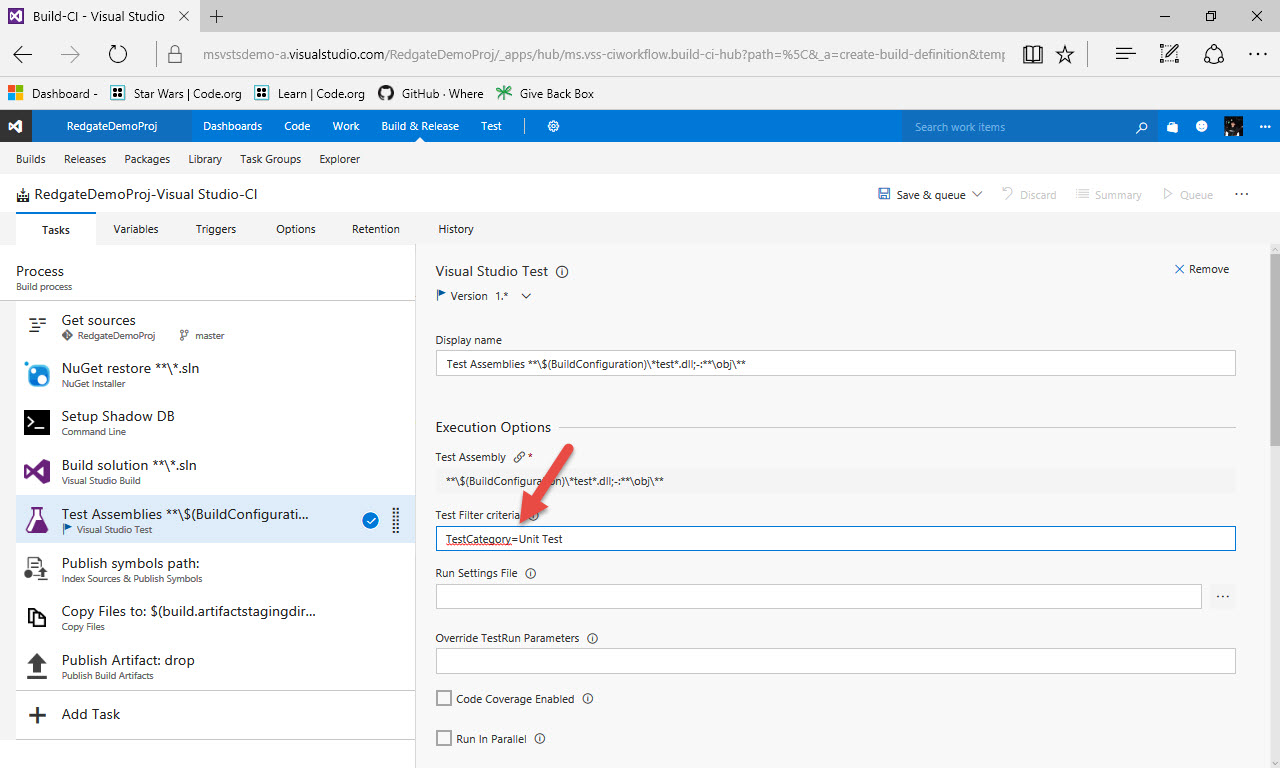 Build-CI - Visual Studio
msvstsdemo-a.visualstudio.com/RedgateDemoProj/_apps/hub/ms.vss-ciworkflow.build-ci-hub?path=%5C&_a=create-build-definition&temp
Dashboard - Star Wars | Code.org Learn | Code.org GitHub · Where Give Back Box
RedgateDemoProj Dashboards Code Work Build & Release Test Search work items
Builds Releases Packages Library Task Groups Explorer
RedgateDemoProj-Visual Studio-CI Save & queue Discard Summary Queue ...
Tasks Variables Triggers Options Retention History
Process
Build process
Get sources
RedgateDemoProj master
NuGet restore **\*.sln
NuGet Installer
Setup Shadow DB
Command Line
Build solution **\*.sln
Visual Studio Build
Test Assemblies **\$(BuildConfigurati...
Visual Studio Test
Publish symbols path:
Index Sources & Publish Symbols
Copy Files to: $(build.artifactstagingdir...
Copy Files
Publish Artifact: drop
Publish Build Artifacts
Add Task
Visual Studio Test Remove
Version 1.*
Display name
Test Assemblies **\$(BuildConfiguration)\*test*.dll;-:**\obj\**
Execution Options
Test Assembly *
**\$(BuildConfiguration)\*test*.dll;-:**\obj\**
Test Filter criteria
TestCategory=Unit Test
Run Settings File
...
Override TestRun Parameters
Code Coverage Enabled
Run In Parallel